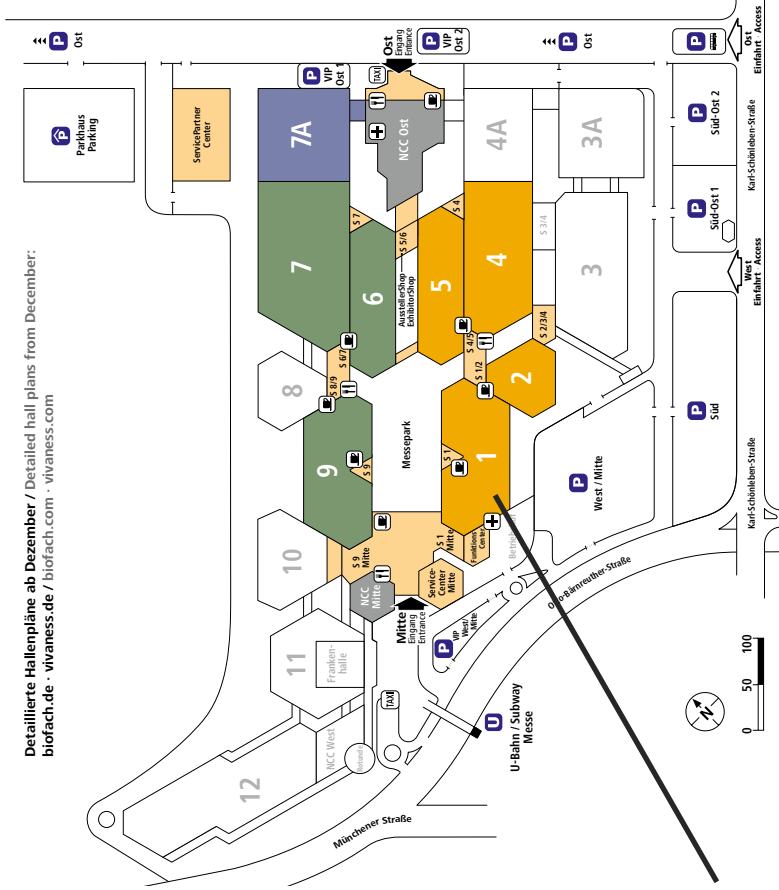 Detaillierte Hallenpläne ab Dezember / Detailed hall plans from December:
biofach.de · vivaness.de / biofach.com · vivaness.com
P
Ost
P
VIP
Ost 1
Ost
Eingang
Entrance
P
VIP
Ost 2
P
Ost
P
Ost
Einfahrt · Access
TAXI
P
Parkhaus
Parking
ServicePartner
Center
7A
NCC Ost
4A
3A
P
Süd-Ost 2
Karl-Schönleben-Straße
P
Süd-Ost 1
7
S 7
6
S 5/6
AusstellerShop
ExhibitorShop
5
S 4
4
S 3/4
3
West
Einfahrt · Access
S 6/7
S 8/9
8
S 4/5
S 1/2
S 2/3/4
2
P
Süd
9
S 9
Messepark
S 1
1
P
West / Mitte
Karl-Schönleben-Straße
10
S 9
Mitte
S 1
Mitte
Funktions-
Center
NCC
Mitte
Service-
Center
Mitte
Mitte
Eingang
Entrance
P
VIP
West/
Mitte
Otto-Bärnreuther-Straße
11
Franken-
halle
TAXI
U
U-Bahn / Subway
Messe
N
0
50
100
12
NCC West
Rotunde
Münchener Straße